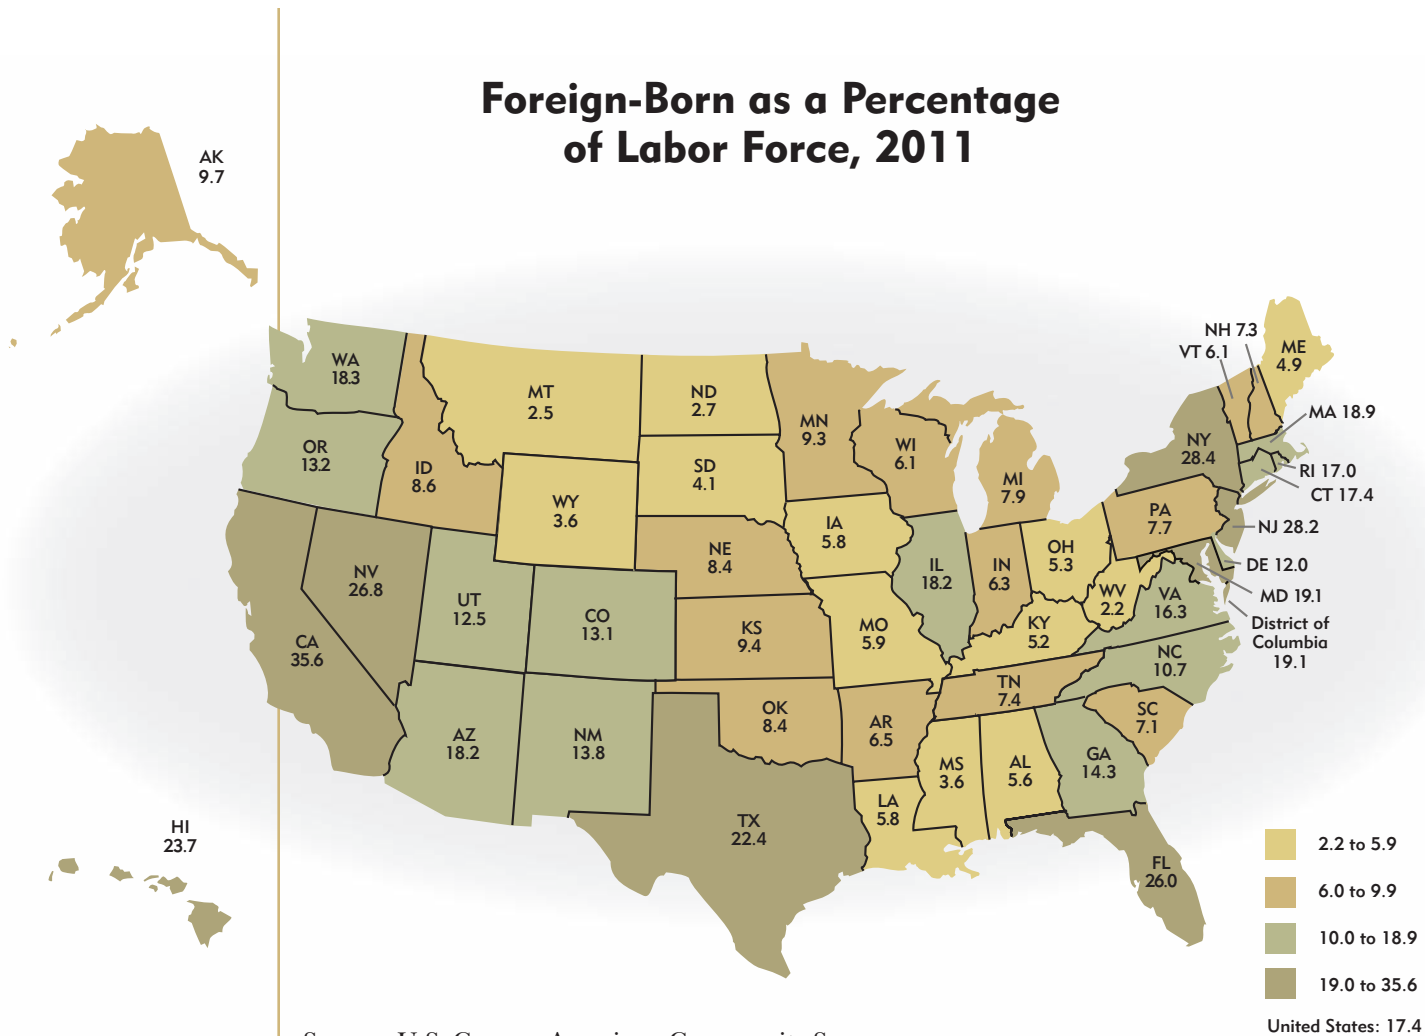 Foreign-Born as a Percentage
of Labor Force, 2011
AK
9.7
HI
23.7
WA
18.3
OR
13.2
CA
35.6
NV
26.8
ID
8.6
MT
2.5
WY
3.6
UT
12.5
CO
13.1
AZ
18.2
NM
13.8
ND
2.7
SD
4.1
NE
8.4
KS
9.4
OK
8.4
TX
22.4
MN
9.3
IA
5.8
MO
5.9
AR
6.5
LA
5.8
WI
6.1
IL
18.2
MI
7.9
IN
6.3
OH
5.3
KY
5.2
TN
7.4
MS
3.6
AL
5.6
GA
14.3
FL
26.0
SC
7.1
NC
10.7
VA
16.3
WV
2.2
PA
7.7
NY
28.4
NH 7.3
VT 6.1
ME
4.9
MA 18.9
RI 17.0
CT 17.4
NJ 28.2
DE 12.0
MD 19.1
District of
Columbia
19.1
2.2 to 5.9
6.0 to 9.9
10.0 to 18.9
19.0 to 35.6
United States: 17.4